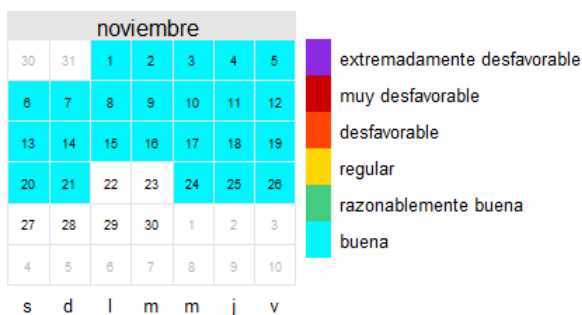 noviembre
30 31 1 2 3 4 5
6 7 8 9 10 11 12
13 14 15 16 17 18 19
20 21 22 23 24 25 26
27 28 29 30 1 2 3
4 5 6 7 8 9 10
s d l m m j v
extremadamente desfavorable
muy desfavorable
desfavorable
regular
razonablemente buena
buena